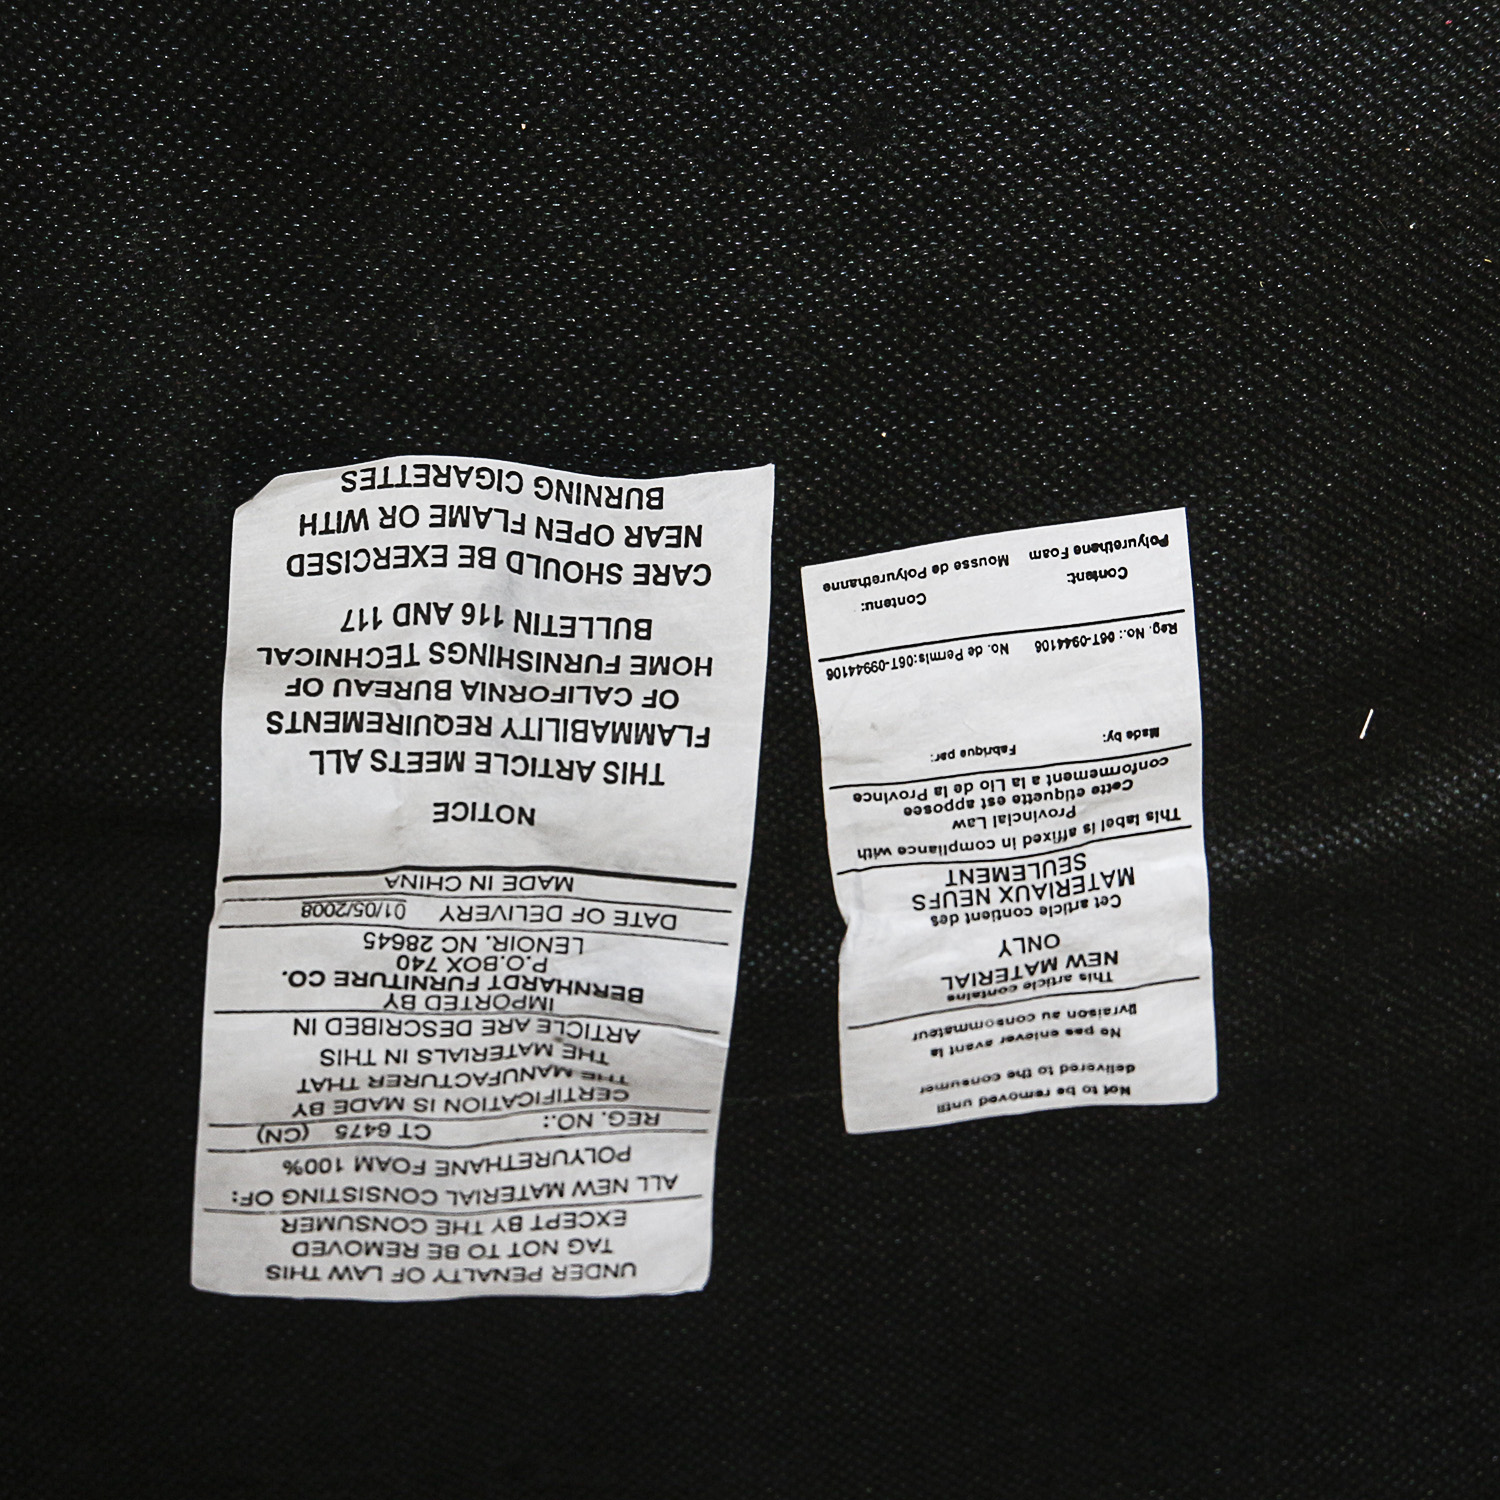 UNDER PENALTY OF LAW THIS
TAG NOT TO BE REMOVED
EXCEPT BY THE CONSUMER
ALL NEW MATERIAL CONSISTING OF:
POLYURETHANE FOAM 100%
REG. NO.: CT 6475 (CN)
CERTIFICATION IS MADE BY
THE MANUFACTURER THAT
THE MATERIALS IN THIS
ARTICLE ARE DESCRIBED IN
IMPORTED BY
BERNHARDT FURNITURE CO.
P.O.BOX 740
LENOIR. NC 28645
DATE OF DELIVERY 01/05/2008
MADE IN CHINA
NOTICE
THIS ARTICLE MEETS ALL
FLAMMABILITY REQUIREMENTS
OF CALIFORNIA BUREAU OF
HOME FURNISHINGS TECHNICAL
BULLETIN 116 AND 117
CARE SHOULD BE EXERCISED
NEAR OPEN FLAME OR WITH
BURNING CIGARETTES
Not to be removed until
delivered to the consumer
No pas enlever avant la
livraison au consommateur
This article contains
NEW MATERIAL
ONLY
Cet article contient des
MATERIAUX NEUFS
SEULEMENT
This label is affixed in compliance with
Provincial Law
Cette etiquette est apposee
conformement a la Llo de la Province
Made by: Fabrique par:
Reg. No.: 06T-09944106 No. de Permis:06T-09944106
Content: Contenu:
Polyurethane Foam Mousse de Polyurethanne